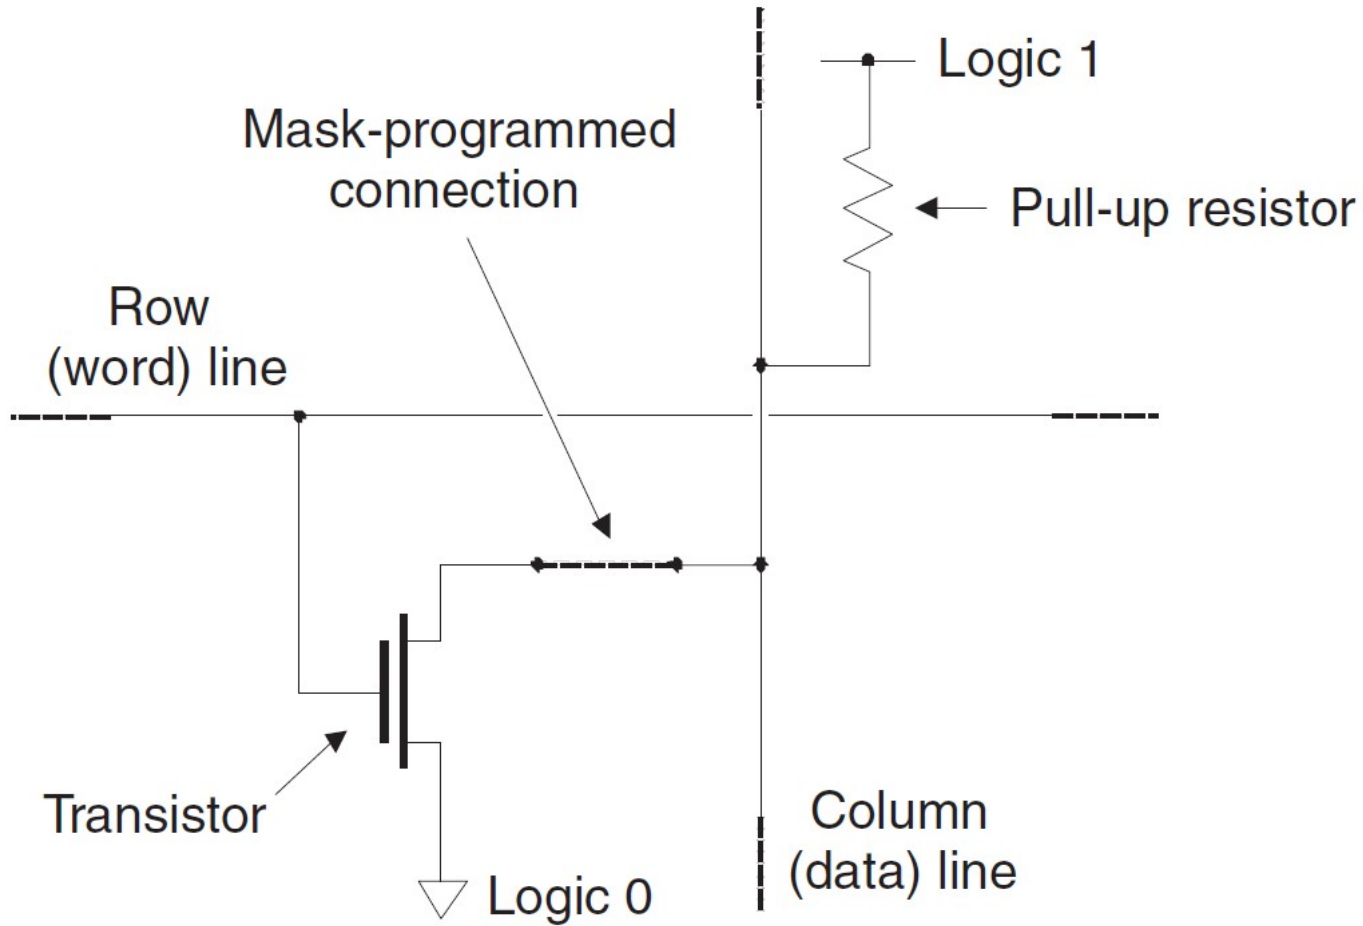 Logic 1
Mask-programmed
connection
Pull-up resistor
Row
(word) line
Transistor
Column
(data) line
Logic 0